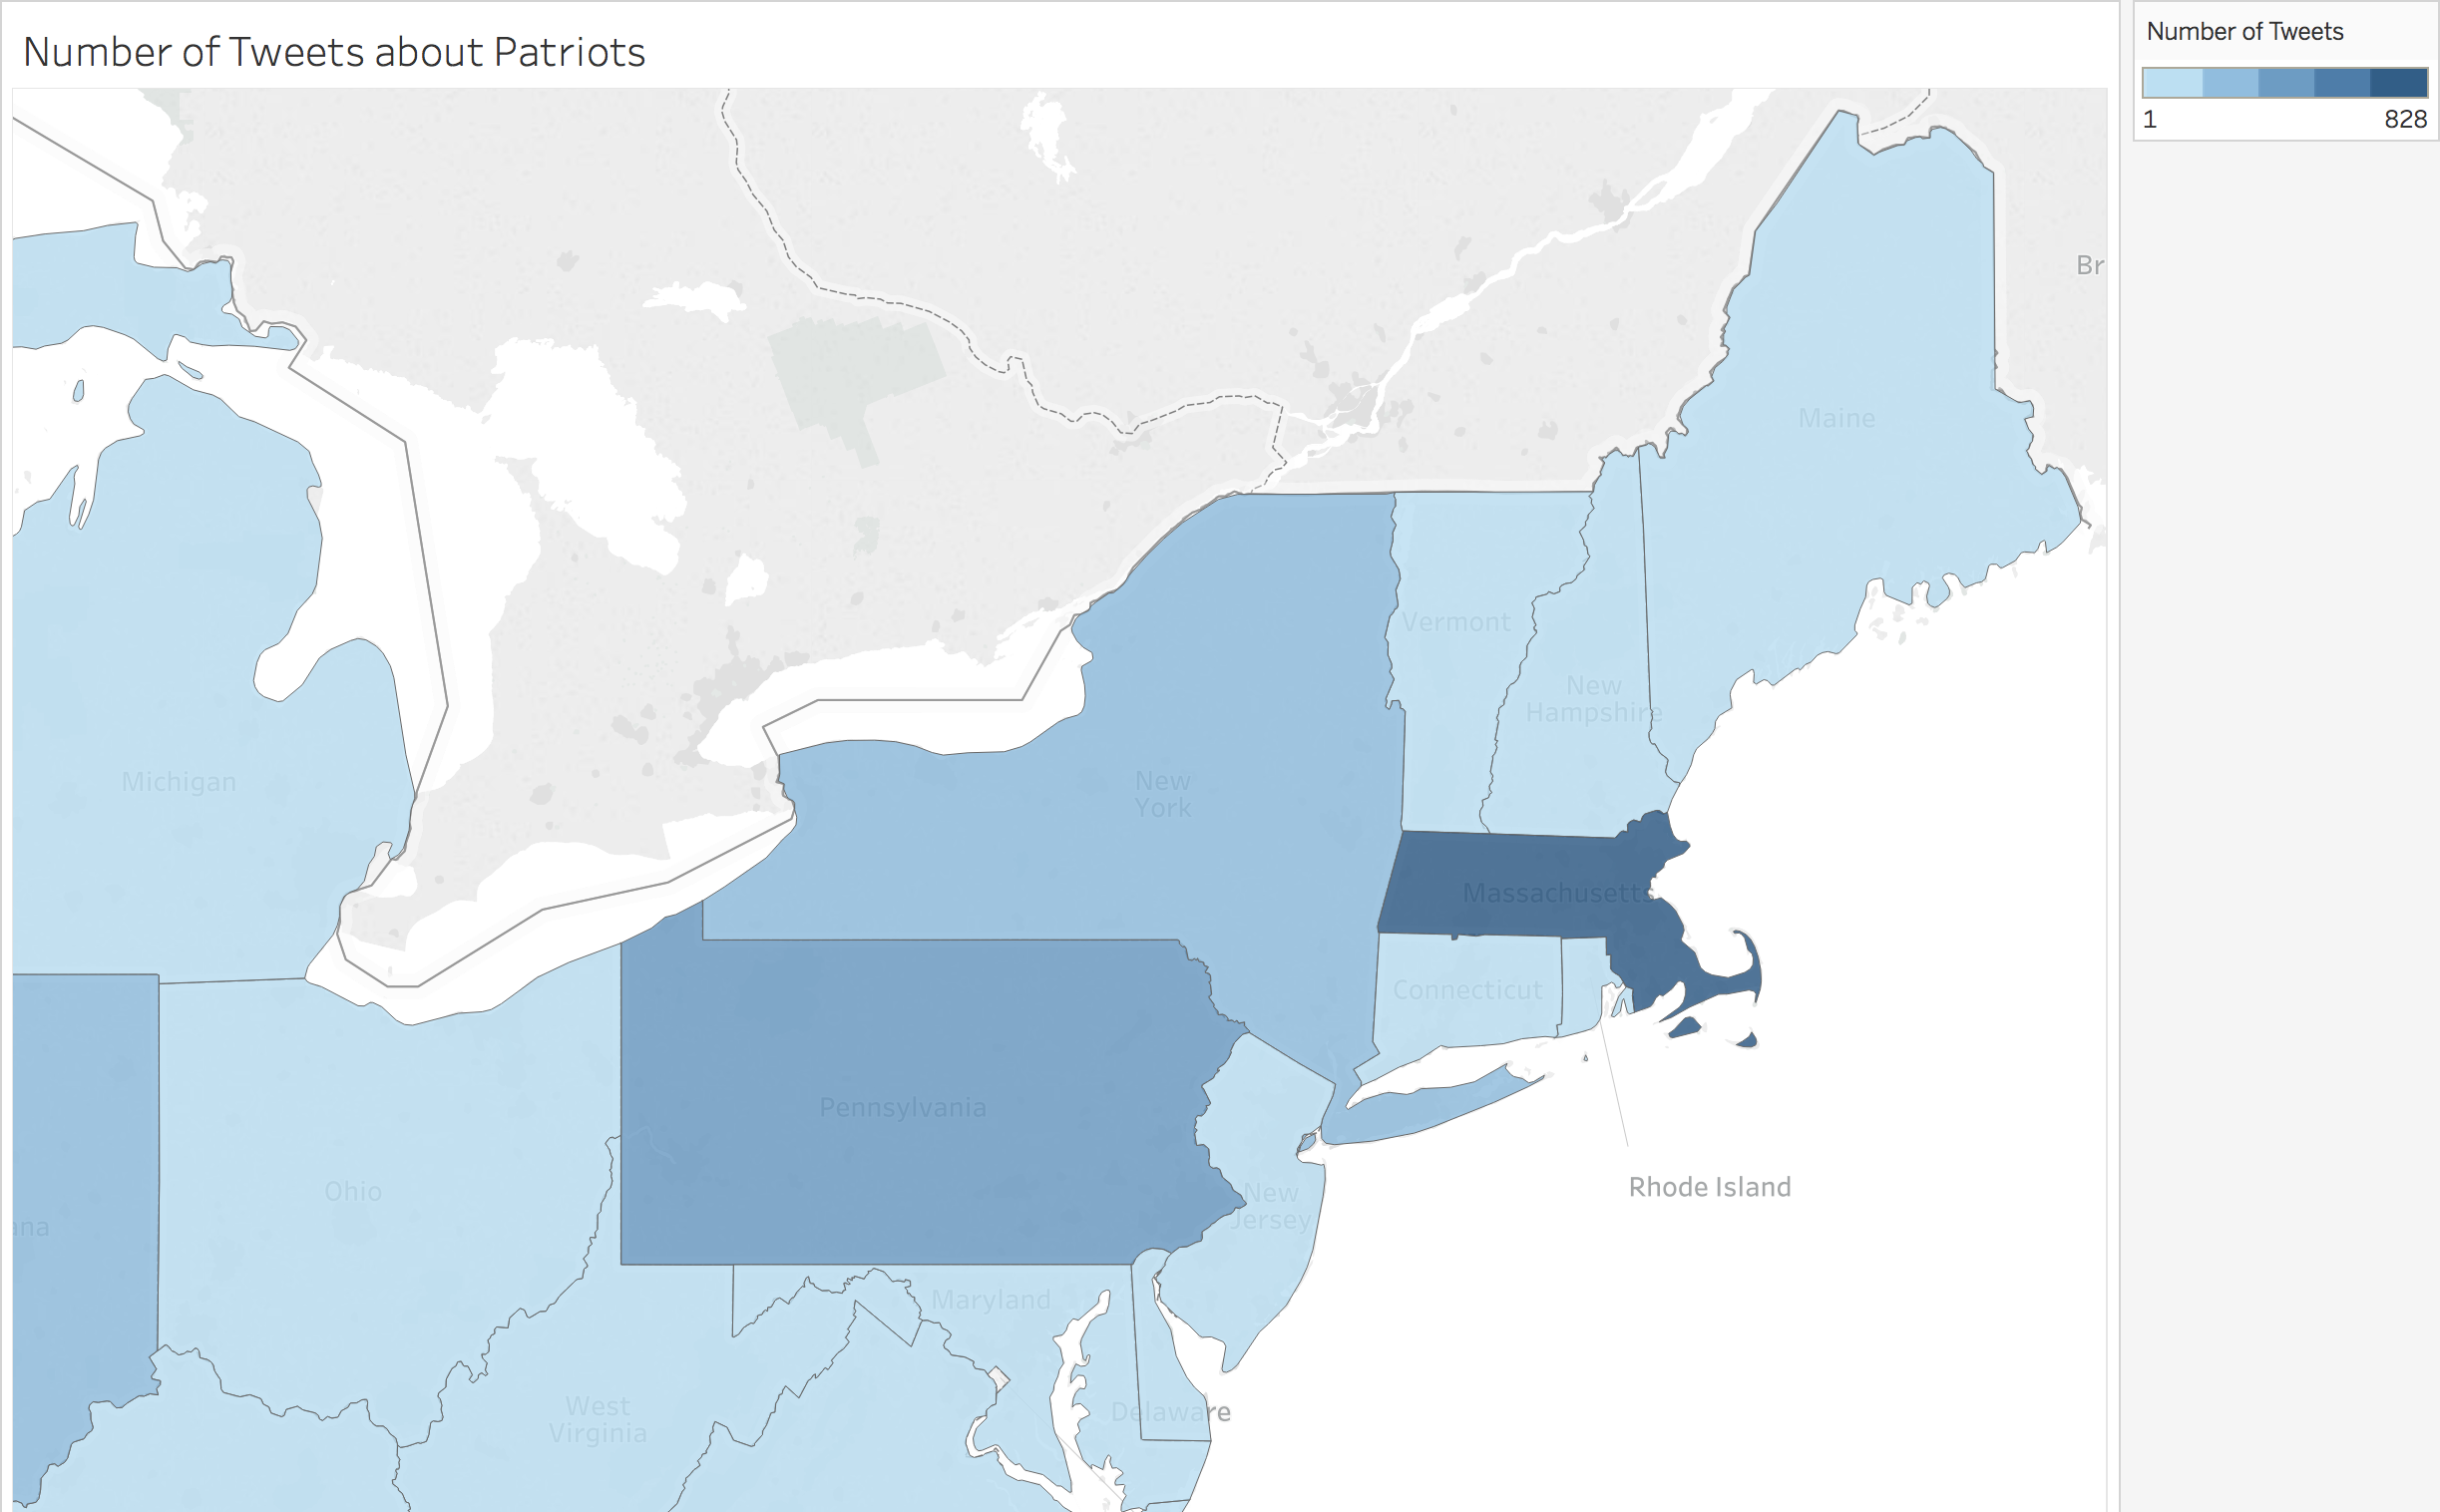 Number of Tweets about Patriots
Number of Tweets
1
828
Br
Maine
Vermont
New
Hampshire
Michigan
New
York
Massachusetts
Connecticut
Pennsylvania
Rhode Island
Ohio
New
Jersey
ana
Maryland
West
Virginia
Delaware